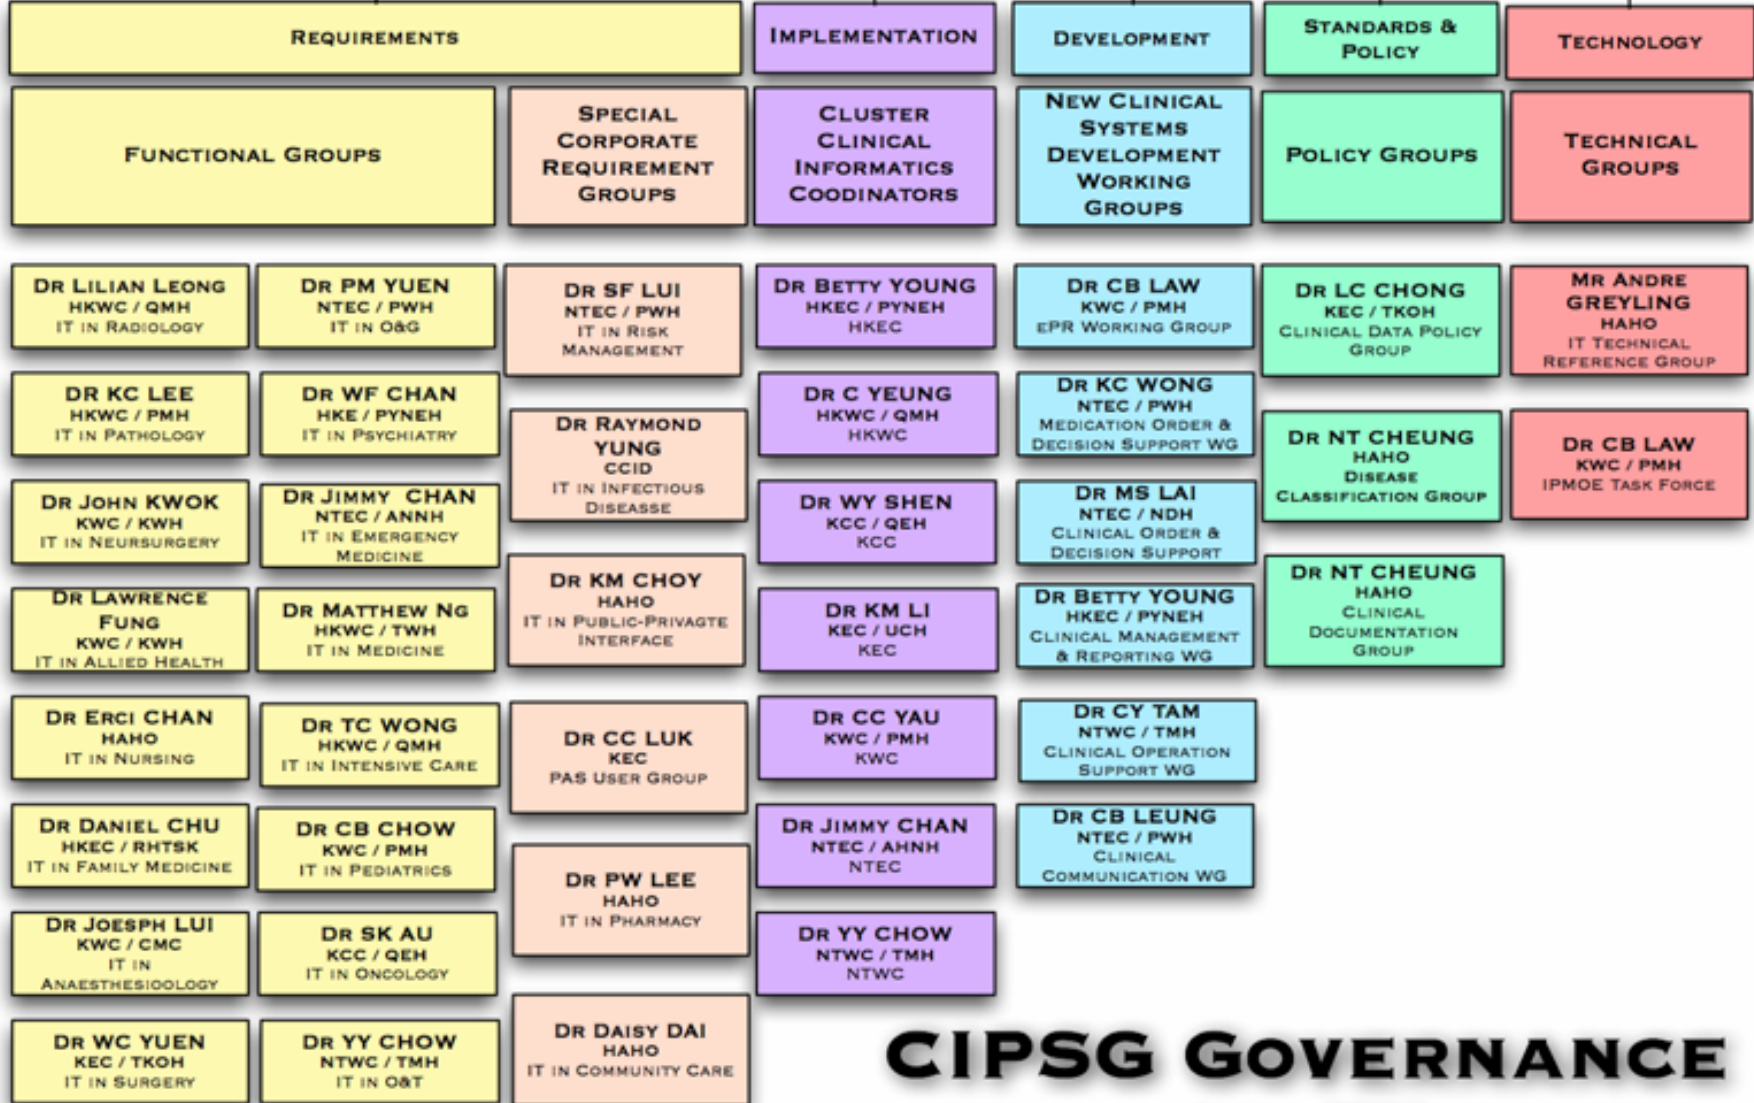 REQUIREMENTS
IMPLEMENTATION
DEVELOPMENT
STANDARDS &
POLICY
TECHNOLOGY
FUNCTIONAL GROUPS
SPECIAL
CORPORATE
REQUIREMENT
GROUPS
CLUSTER
CLINICAL
INFORMATICS
COODINATORS
NEW CLINICAL
SYSTEMS
DEVELOPMENT
WORKING
GROUPS
POLICY GROUPS
TECHNICAL
GROUPS
DR LILIAN LEONG
HKWC / QMH
IT IN RADIOLOGY
DR KC LEE
HKWC / PMH
IT IN PATHOLOGY
DR JOHN KWOK
KWC / KWH
IT IN NEURSURGERY
DR LAWRENCE
FUNG
KWC / KWH
IT IN ALLIED HEALTH
DR ERCI CHAN
HAHO
IT IN NURSING
DR DANIEL CHU
HKEC / RHTSK
IT IN FAMILY MEDICINE
DR JOESPH LUI
KWC / CMC
IT IN
ANAESTHESIOOLOGY
DR WC YUEN
KEC / TKOH
IT IN SURGERY
DR PM YUEN
NTEC / PWH
IT IN O&G
DR WF CHAN
HKE / PYNEH
IT IN PSYCHIATRY
DR JIMMY CHAN
NTEC / ANNH
IT IN EMERGENCY
MEDICINE
DR MATTHEW NG
HKWC / TWH
IT IN MEDICINE
DR TC WONG
HKWC / QMH
IT IN INTENSIVE CARE
DR CB CHOW
KWC / PMH
IT IN PEDIATRICS
DR SK AU
KCC / QEH
IT IN ONCOLOGY
DR YY CHOW
NTWC / TMH
IT IN O&T
DR SF LUI
NTEC / PWH
IT IN RISK
MANAGEMENT
DR RAYMOND
YUNG
CCID
IT IN INFECTIOUS
DISEASSE
DR KM CHOY
HAHO
IT IN PUBLIC-PRIVAGTE
INTERFACE
DR CC LUK
KEC
PAS USER GROUP
DR PW LEE
HAHO
IT IN PHARMACY
DR DAISY DAI
HAHO
IT IN COMMUNITY CARE
DR BETTY YOUNG
HKEC / PYNEH
HKEC
DR C YEUNG
HKWC / QMH
HKWC
DR WY SHEN
KCC / QEH
KCC
DR KM LI
KEC / UCH
KEC
DR CC YAU
KWC / PMH
KWC
DR JIMMY CHAN
NTEC / AHNH
NTEC
DR YY CHOW
NTWC / TMH
NTWC
DR CB LAW
KWC / PMH
EPR WORKING GROUP
DR KC WONG
NTEC / PWH
MEDICATION ORDER &
DECISION SUPPORT WG
DR MS LAI
NTEC / NDH
CLINICAL ORDER &
DECISION SUPPORT
DR BETTY YOUNG
HKEC / PYNEH
CLINICAL MANAGEMENT
& REPORTING WG
DR CY TAM
NTWC / TMH
CLINICAL OPERATION
SUPPORT WG
DR CB LEUNG
NTEC / PWH
CLINICAL
COMMUNICATION WG
DR LC CHONG
KEC / TKOH
CLINICAL DATA POLICY
GROUP
DR NT CHEUNG
HAHO
DISEASE
CLASSIFICATION GROUP
DR NT CHEUNG
HAHO
CLINICAL
DOCUMENTATION
GROUP
MR ANDRE
GREYLING
HAHO
IT TECHNICAL
REFERENCE GROUP
DR CB LAW
KWC / PMH
IPMOE TASK FORCE
CIPSG GOVERNANCE